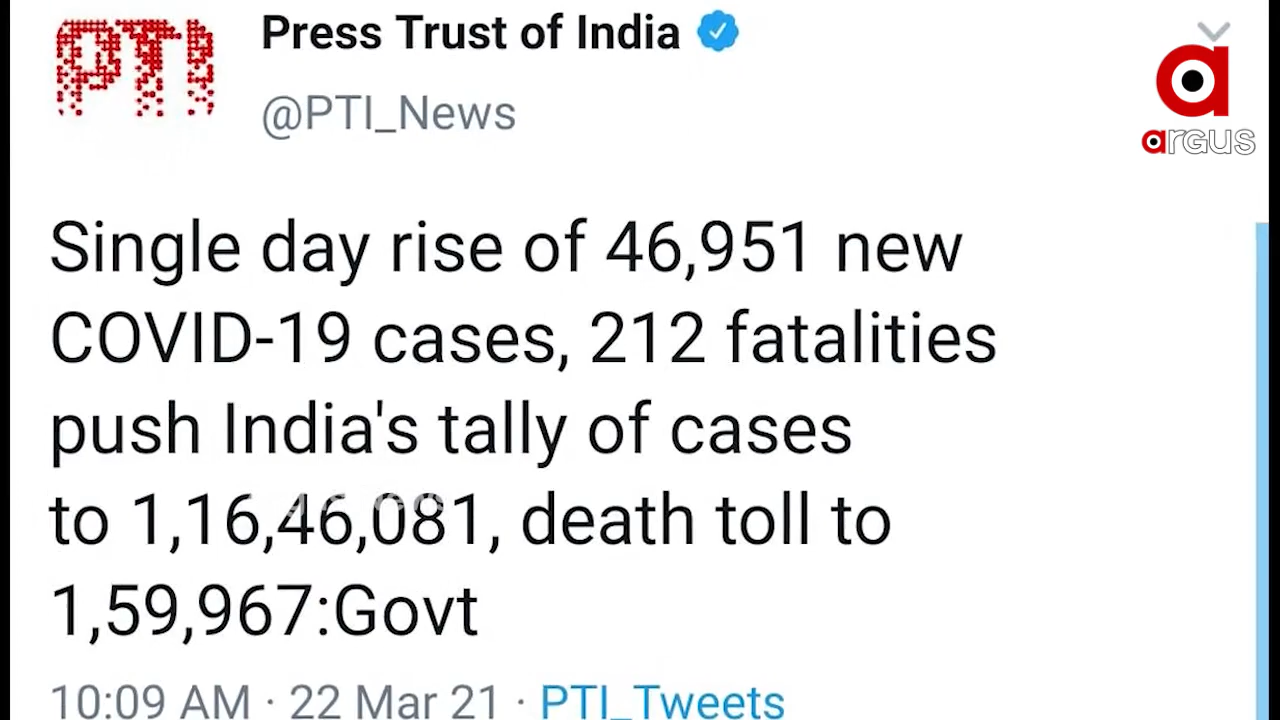 PTI
Press Trust of India
@PTI_News
argus
Single day rise of 46,951 new
COVID-19 cases, 212 fatalities
push India's tally of cases
to 1,16,46,081, death toll to
1,59,967:Govt
10:09 AM · 22 Mar 21 · PTI_Tweets